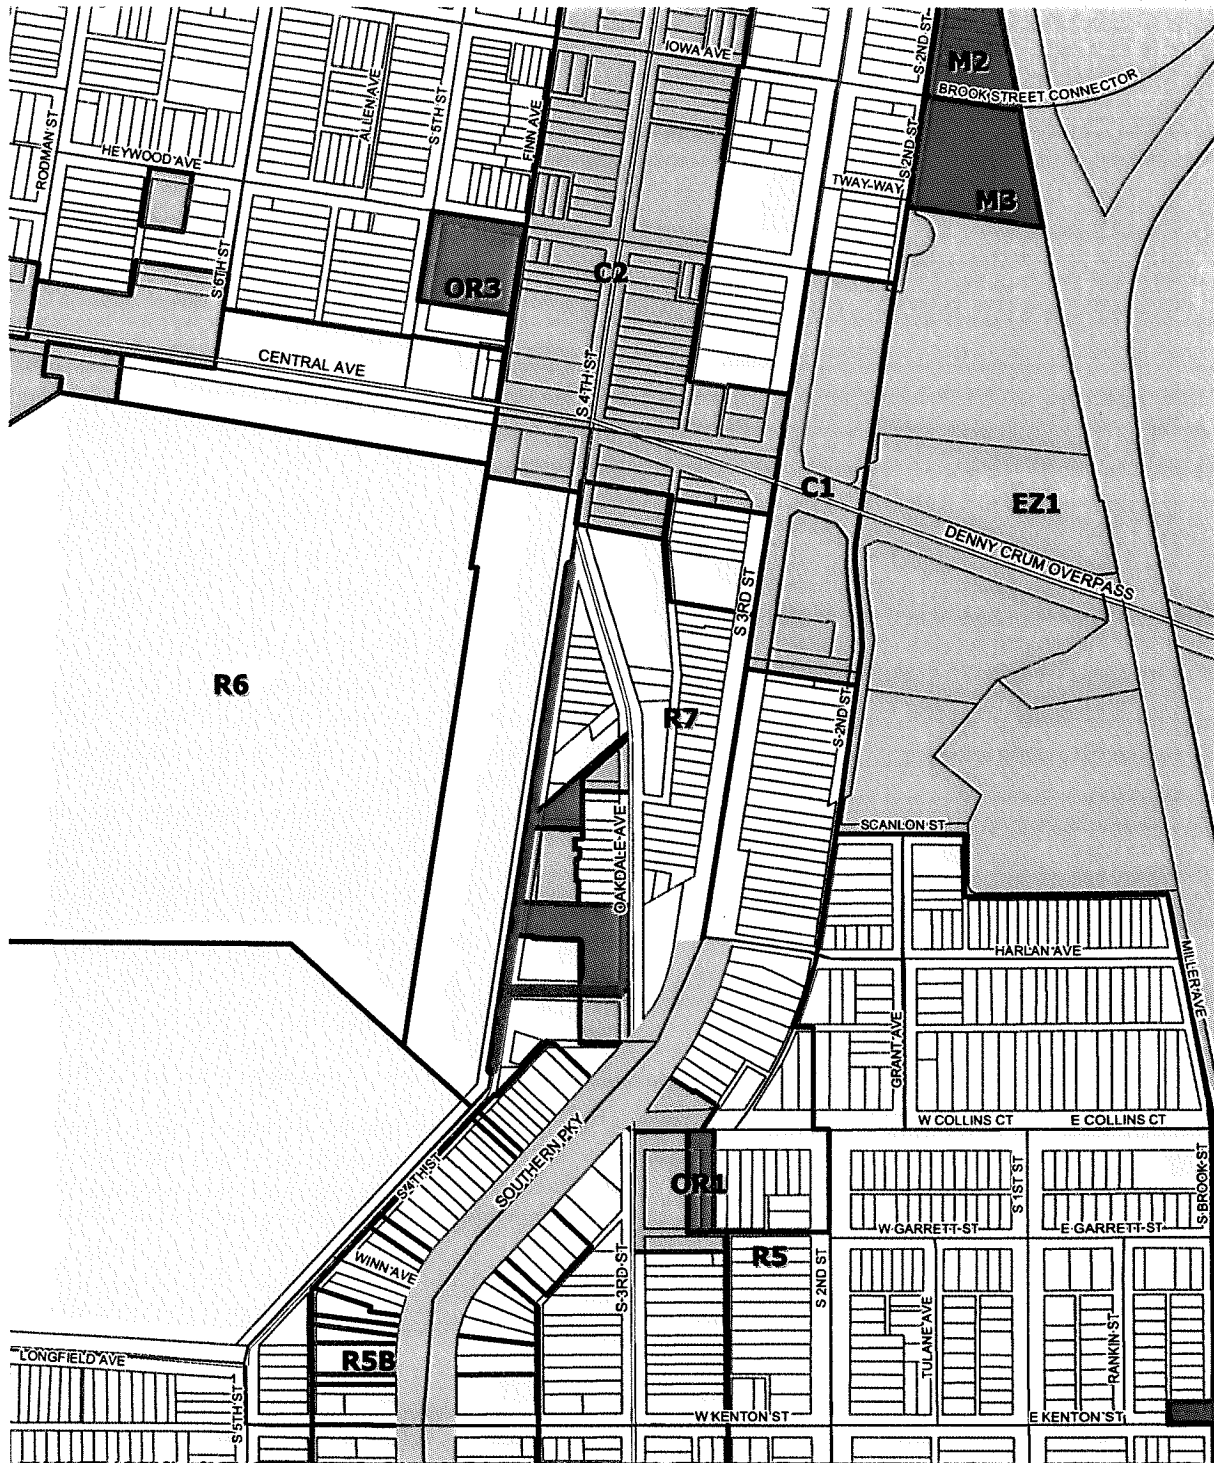 IOWA AVE
S 2ND ST
M2
BROOK STREET CONNECTOR
ALLEN AVE
S 5TH ST
FINN AVE
RODMAN ST
HEYWOOD AVE
S 2ND ST
TWAY WAY
M3
S 6TH ST
OR3
C2
CENTRAL AVE
S 4TH ST
C1
EZ1
DENNY CRUM OVERPASS
S 3RD ST
R6
R7
S 2ND ST
OAKDALE AVE
SCANLON ST
HARLAN AVE
MILLER AVE
GRANT AVE
W COLLINS CT
E COLLINS CT
S 4TH ST
SOUTHERN PKY
OR1
S 1ST ST
S BROOK ST
W GARRETT ST
E GARRETT ST
WINN AVE
S 3RD ST
R5
S 2ND ST
TULANE AVE
RANKIN ST
LONGFIELD AVE
R5B
S 5TH ST
W KENTON ST
E KENTON ST